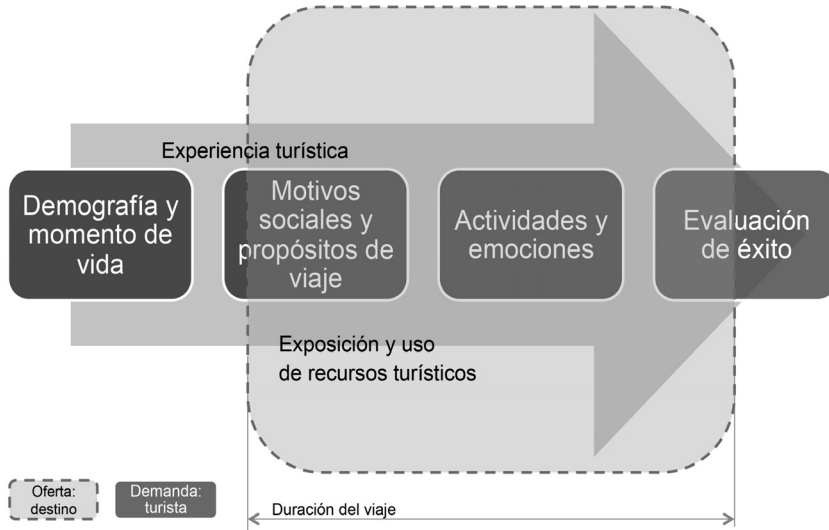 Experiencia turística
Demografía y
momento de
vida
Motivos
sociales y
propósitos de
viaje
Actividades y
emociones
Evaluación
de éxito
Exposición y uso
de recursos turísticos
Oferta:
destino
Demanda:
turista
Duración del viaje